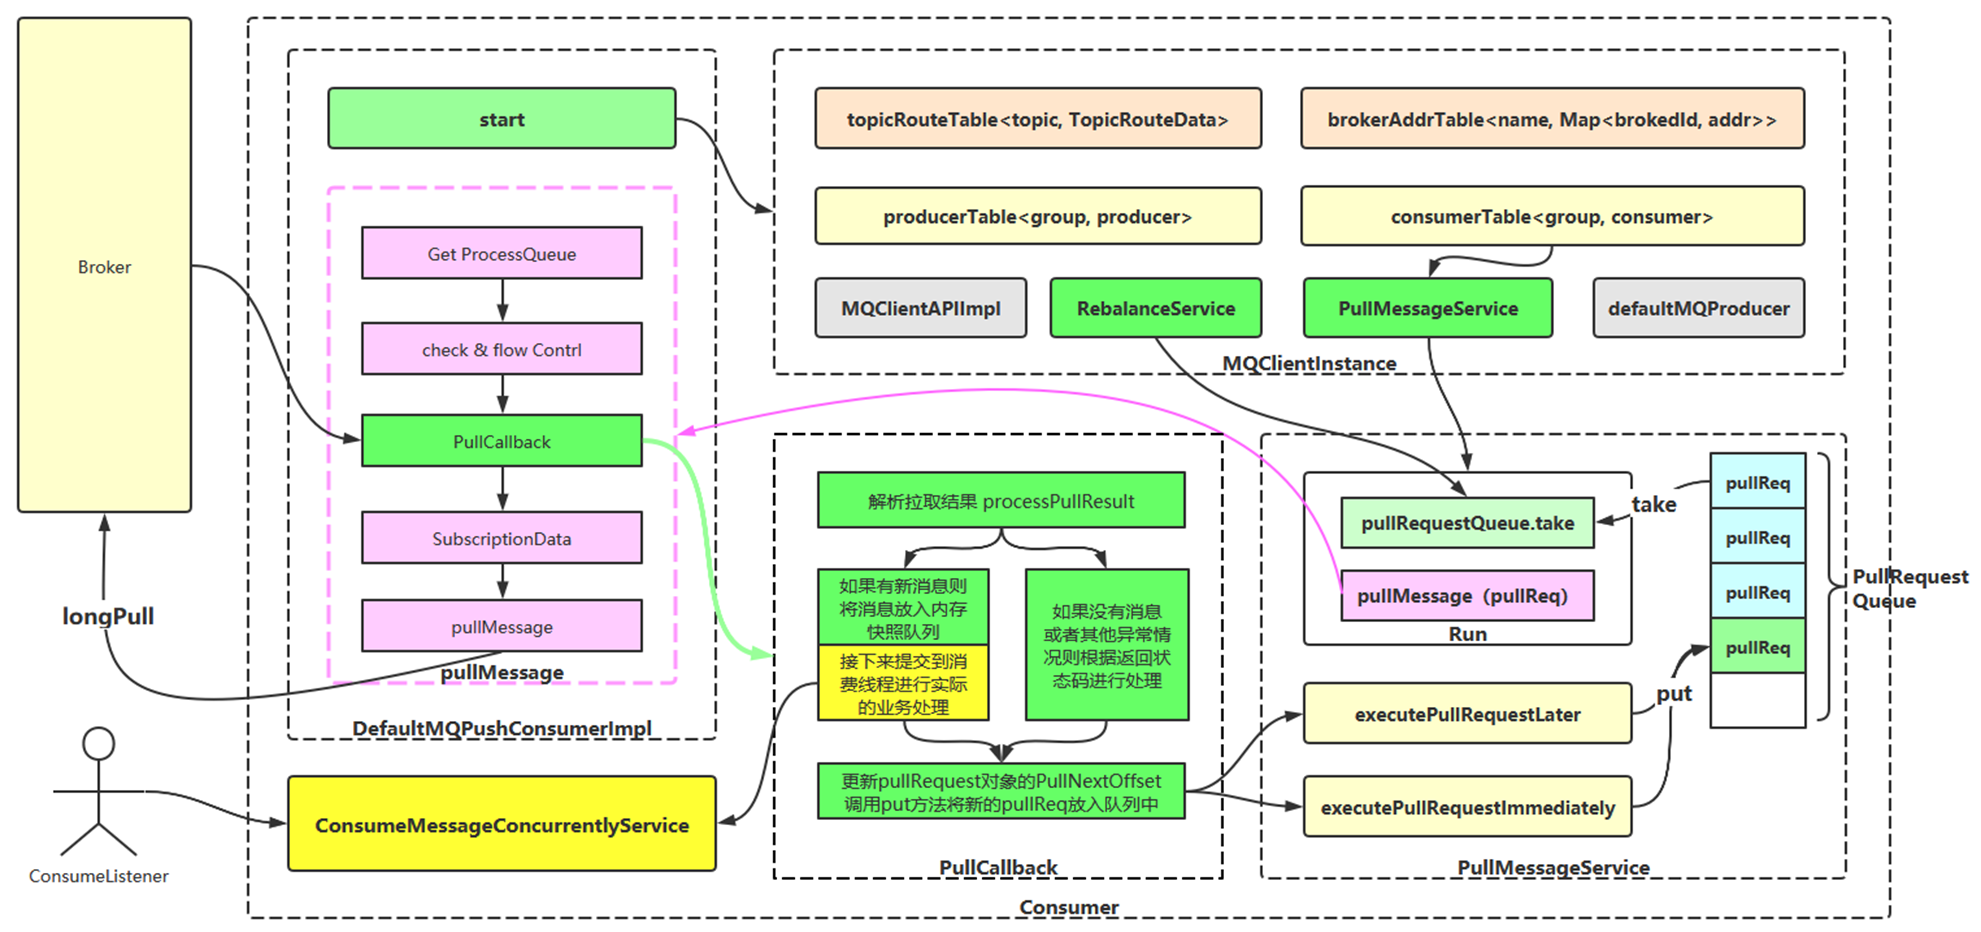 Broker
longPull
ConsumeListener
start
Get ProcessQueue
check & flow Contrl
PullCallback
SubscriptionData
pullMessage
pullMessage
DefaultMQPushConsumerImpl
ConsumeMessageConcurrentlyService
topicRouteTable<topic, TopicRouteData>
brokerAddrTable<name, Map<brokedId, addr>>
producerTable<group, producer>
consumerTable<group, consumer>
MQClientAPIImpl
RebalanceService
PullMessageService
defaultMQProducer
MQClientInstance
解析拉取结果 processPullResult
如果有新消息则
将消息放入内存
快照队列
接下来提交到消
费线程进行实际
的业务处理
如果没有消息
或者其他异常情
况则根据返回状
态码进行处理
更新pullRequest对象的PullNextOffset
调用put方法将新的pullReq放入队列中
PullCallback
pullRequestQueue.take
pullMessage（pullReq）
Run
take
pullReq
pullReq
pullReq
pullReq
PullRequest
Queue
executePullRequestLater
put
executePullRequestImmediately
PullMessageService
Consumer